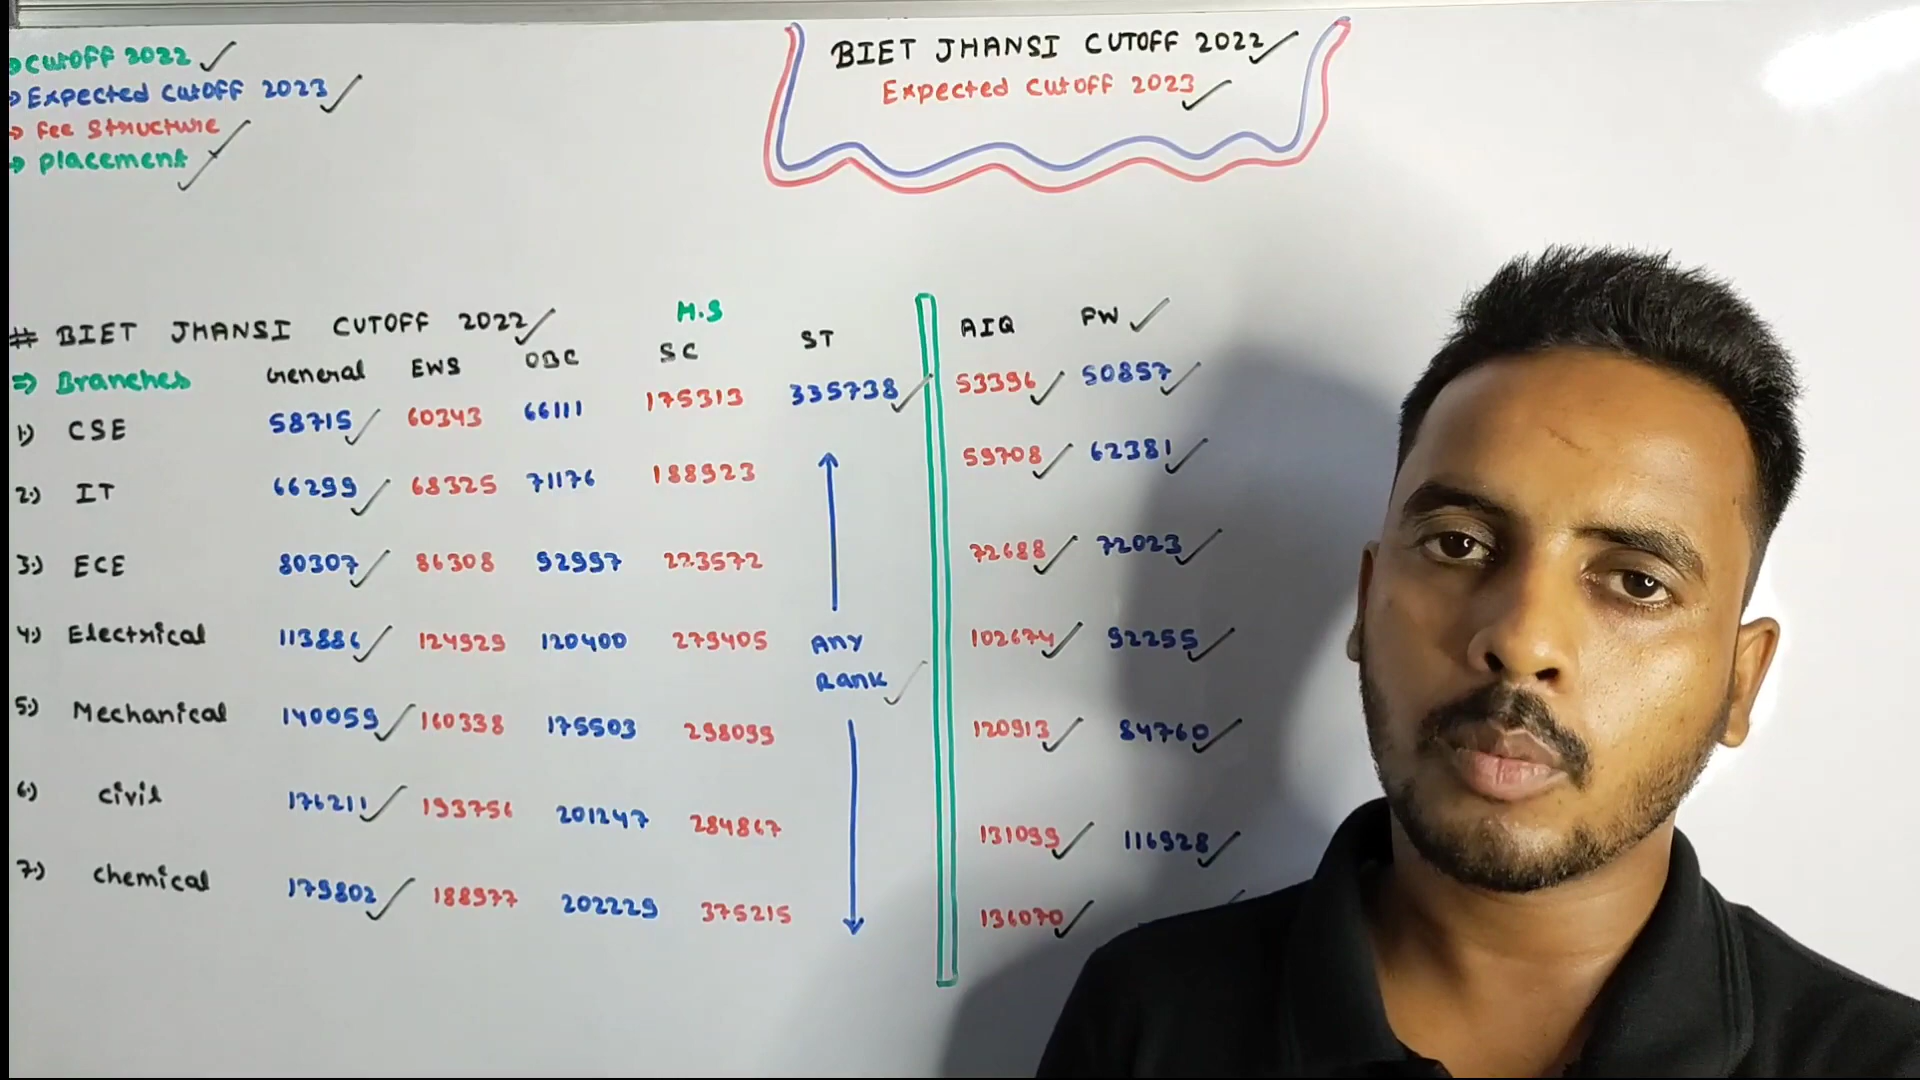 → Cutoff 2022
→ Expected Cutoff 2023
→ Fee Structure
→ Placement
BIET JHANSI CUTOFF 2022
Expected Cutoff 2023
# BIET JHANSI CUTOFF 2022 H.S
⇒ Branches General EWS OBC SC ST AIQ PW
1) CSE 58715 60343 66111 175313 335738 53396 50857
2) IT 66299 68325 71176 188923 59708 62381
3) ECE 80307 86308 92997 223572 72688 72023
4) Electrical 113886 124929 120400 279405 ANY 102674 92255
Rank
5) Mechanical 140059 160338 175503 298099 120913 84760
6) Civil 176211 193756 201247 284867 131099 116928
7) Chemical 179802 188977 202229 375215 136070